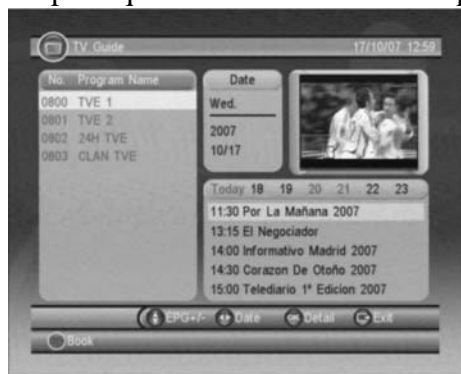 TV Guide 17/10/07 12:59
No. Program Name
0800 TVE 1
0801 TVE 2
0802 24H TVE
0803 CLAN TVE
Date
Wed.
2007
10/17
Today 18 19 20 21 22 23
11:30 Por La Mañana 2007
13:15 El Negociador
14:00 Informativo Madrid 2007
14:30 Corazon De Otoño 2007
15:00 Telediario 1ª Edicion 2007
EPG+/- Date OK Detail Exit
Book